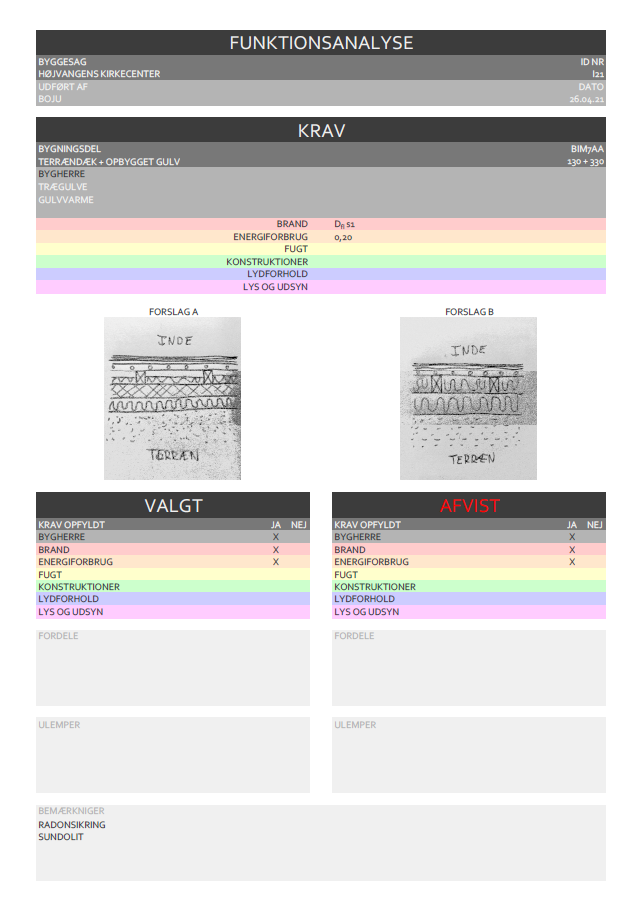 FUNKTIONSANALYSE
BYGGESAG ID NR
HØJVANGENS KIRKECENTER I21
UDFØRT AF DATO
BOJU 26.04.21
KRAV
BYGNINGSDEL BIM7AA
TERRÆNDÆK + OPBYGGET GULV 130 + 330
BYGHERRE
TRÆGULVE
GULVVARME
BRAND Dfl s1
ENERGIFORBRUG 0,20
FUGT
KONSTRUKTIONER
LYDFORHOLD
LYS OG UDSYN
FORSLAG A
INDE
TERRÆN
FORSLAG B
INDE
TERRÆN
VALGT
KRAV OPFYLDT JA NEJ
BYGHERRE X
BRAND X
ENERGIFORBRUG X
FUGT
KONSTRUKTIONER
LYDFORHOLD
LYS OG UDSYN
FORDELE
ULEMPER
AFVIST
KRAV OPFYLDT JA NEJ
BYGHERRE X
BRAND X
ENERGIFORBRUG X
FUGT
KONSTRUKTIONER
LYDFORHOLD
LYS OG UDSYN
FORDELE
ULEMPER
BEMÆRKNIGER
RADONSIKRING
SUNDOLIT